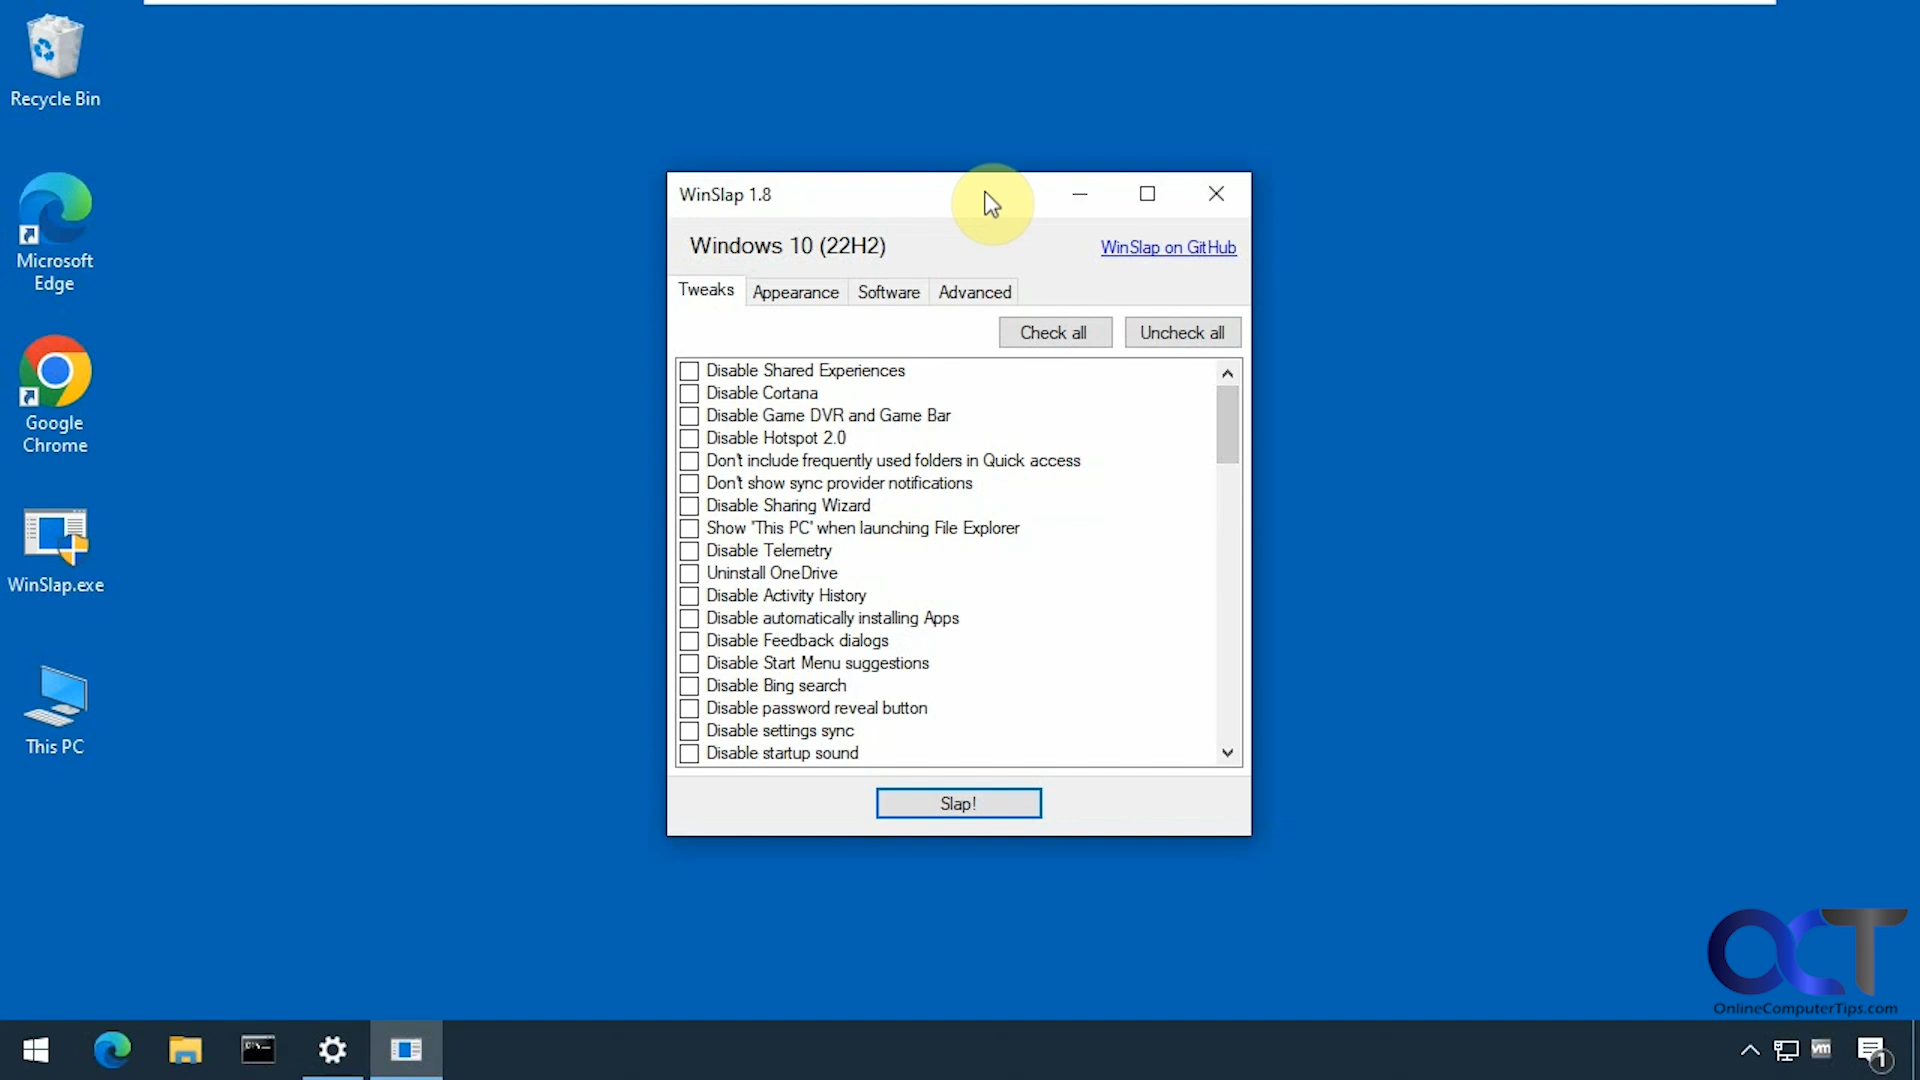 Recycle Bin
Microsoft
Edge
Google
Chrome
WinSlap.exe
This PC
WinSlap 1.8
Windows 10 (22H2)
WinSlap on GitHub
Tweaks
Appearance
Software
Advanced
Check all
Uncheck all
Disable Shared Experiences
Disable Cortana
Disable Game DVR and Game Bar
Disable Hotspot 2.0
Don't include frequently used folders in Quick access
Don't show sync provider notifications
Disable Sharing Wizard
Show "This PC" when launching File Explorer
Disable Telemetry
Uninstall OneDrive
Disable Activity History
Disable automatically installing Apps
Disable Feedback dialogs
Disable Start Menu suggestions
Disable Bing search
Disable password reveal button
Disable settings sync
Disable startup sound
Slap!
OCT
OnlineComputerTips.com
vm
1